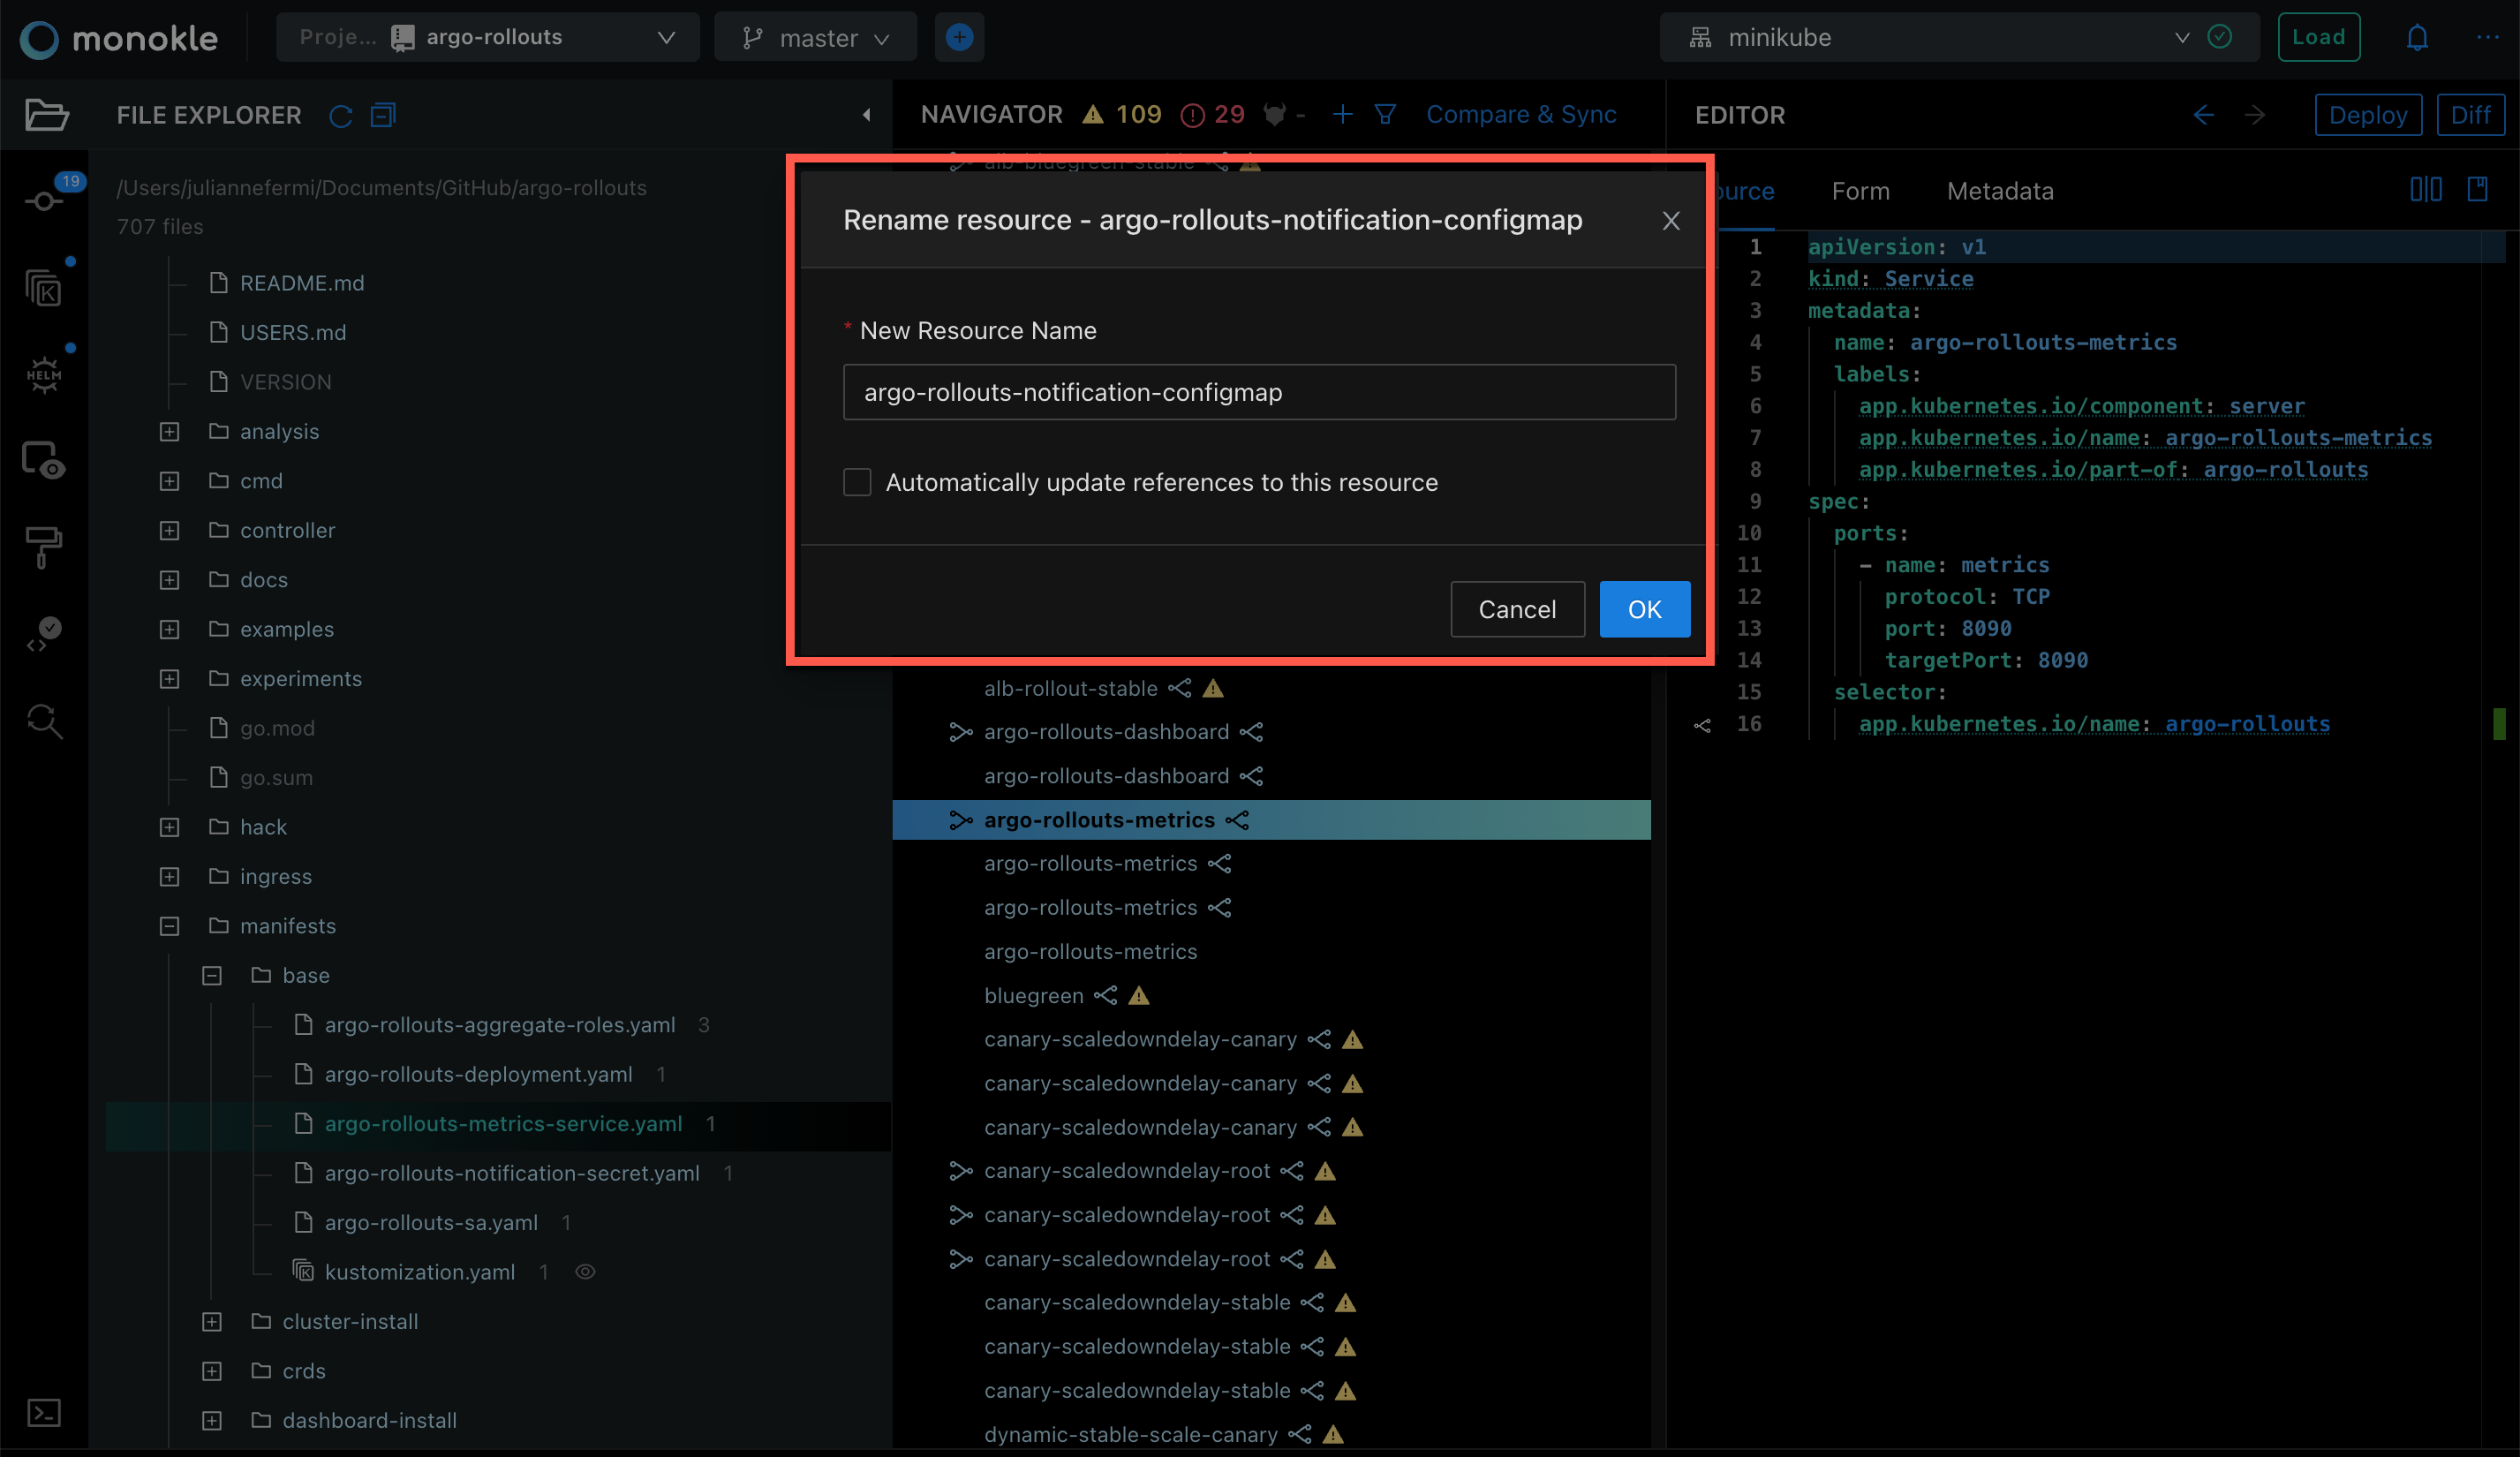 monokle
Proje...
argo-rollouts
master
minikube
Load
FILE EXPLORER
NAVIGATOR
109
29
-
Compare & Sync
EDITOR
Deploy
Diff
19
HELM
/Users/juliannefermi/Documents/GitHub/argo-rollouts
707 files
README.md
USERS.md
VERSION
analysis
cmd
controller
docs
examples
experiments
go.mod
go.sum
hack
ingress
manifests
base
argo-rollouts-aggregate-roles.yaml 3
argo-rollouts-deployment.yaml 1
argo-rollouts-metrics-service.yaml 1
argo-rollouts-notification-secret.yaml 1
argo-rollouts-sa.yaml 1
kustomization.yaml 1
cluster-install
crds
dashboard-install
alb-bluegreen-stable
Rename resource - argo-rollouts-notification-configmap
* New Resource Name
argo-rollouts-notification-configmap
Automatically update references to this resource
Cancel
OK
alb-rollout-stable
argo-rollouts-dashboard
argo-rollouts-dashboard
argo-rollouts-metrics
argo-rollouts-metrics
argo-rollouts-metrics
argo-rollouts-metrics
bluegreen
canary-scaledowndelay-canary
canary-scaledowndelay-canary
canary-scaledowndelay-canary
canary-scaledowndelay-root
canary-scaledowndelay-root
canary-scaledowndelay-root
canary-scaledowndelay-stable
canary-scaledowndelay-stable
canary-scaledowndelay-stable
dynamic-stable-scale-canary
ource
Form
Metadata
1 apiVersion: v1
2 kind: Service
3 metadata:
4 name: argo-rollouts-metrics
5 labels:
6 app.kubernetes.io/component: server
7 app.kubernetes.io/name: argo-rollouts-metrics
8 app.kubernetes.io/part-of: argo-rollouts
9 spec:
10 ports:
11 - name: metrics
12 protocol: TCP
13 port: 8090
14 targetPort: 8090
15 selector:
16 app.kubernetes.io/name: argo-rollouts